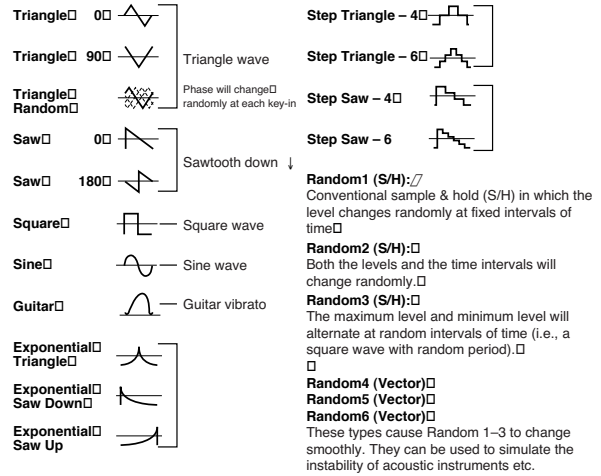 Triangle□ 0□
Triangle□ 90□
Triangle wave
Triangle□
Random□
Phase will change□
randomly at each key-in
Saw□ 0□
Saw□ 180□
Sawtooth down ↓
Square□
Square wave
Sine□
Sine wave
Guitar□
Guitar vibrato
Exponential□
Triangle□
Exponential□
Saw Down□
Exponential□
Saw Up
Step Triangle – 4□
Step Triangle – 6□
Step Saw – 4□
Step Saw – 6
Random1 (S/H):▱
Conventional sample & hold (S/H) in which the
level changes randomly at fixed intervals of
time□
Random2 (S/H):□
Both the levels and the time intervals will
change randomly.□
Random3 (S/H):□
The maximum level and minimum level will
alternate at random intervals of time (i.e., a
square wave with random period).□
□
Random4 (Vector)□
Random5 (Vector)□
Random6 (Vector)□
These types cause Random 1–3 to change
smoothly. They can be used to simulate the
instability of acoustic instruments etc.